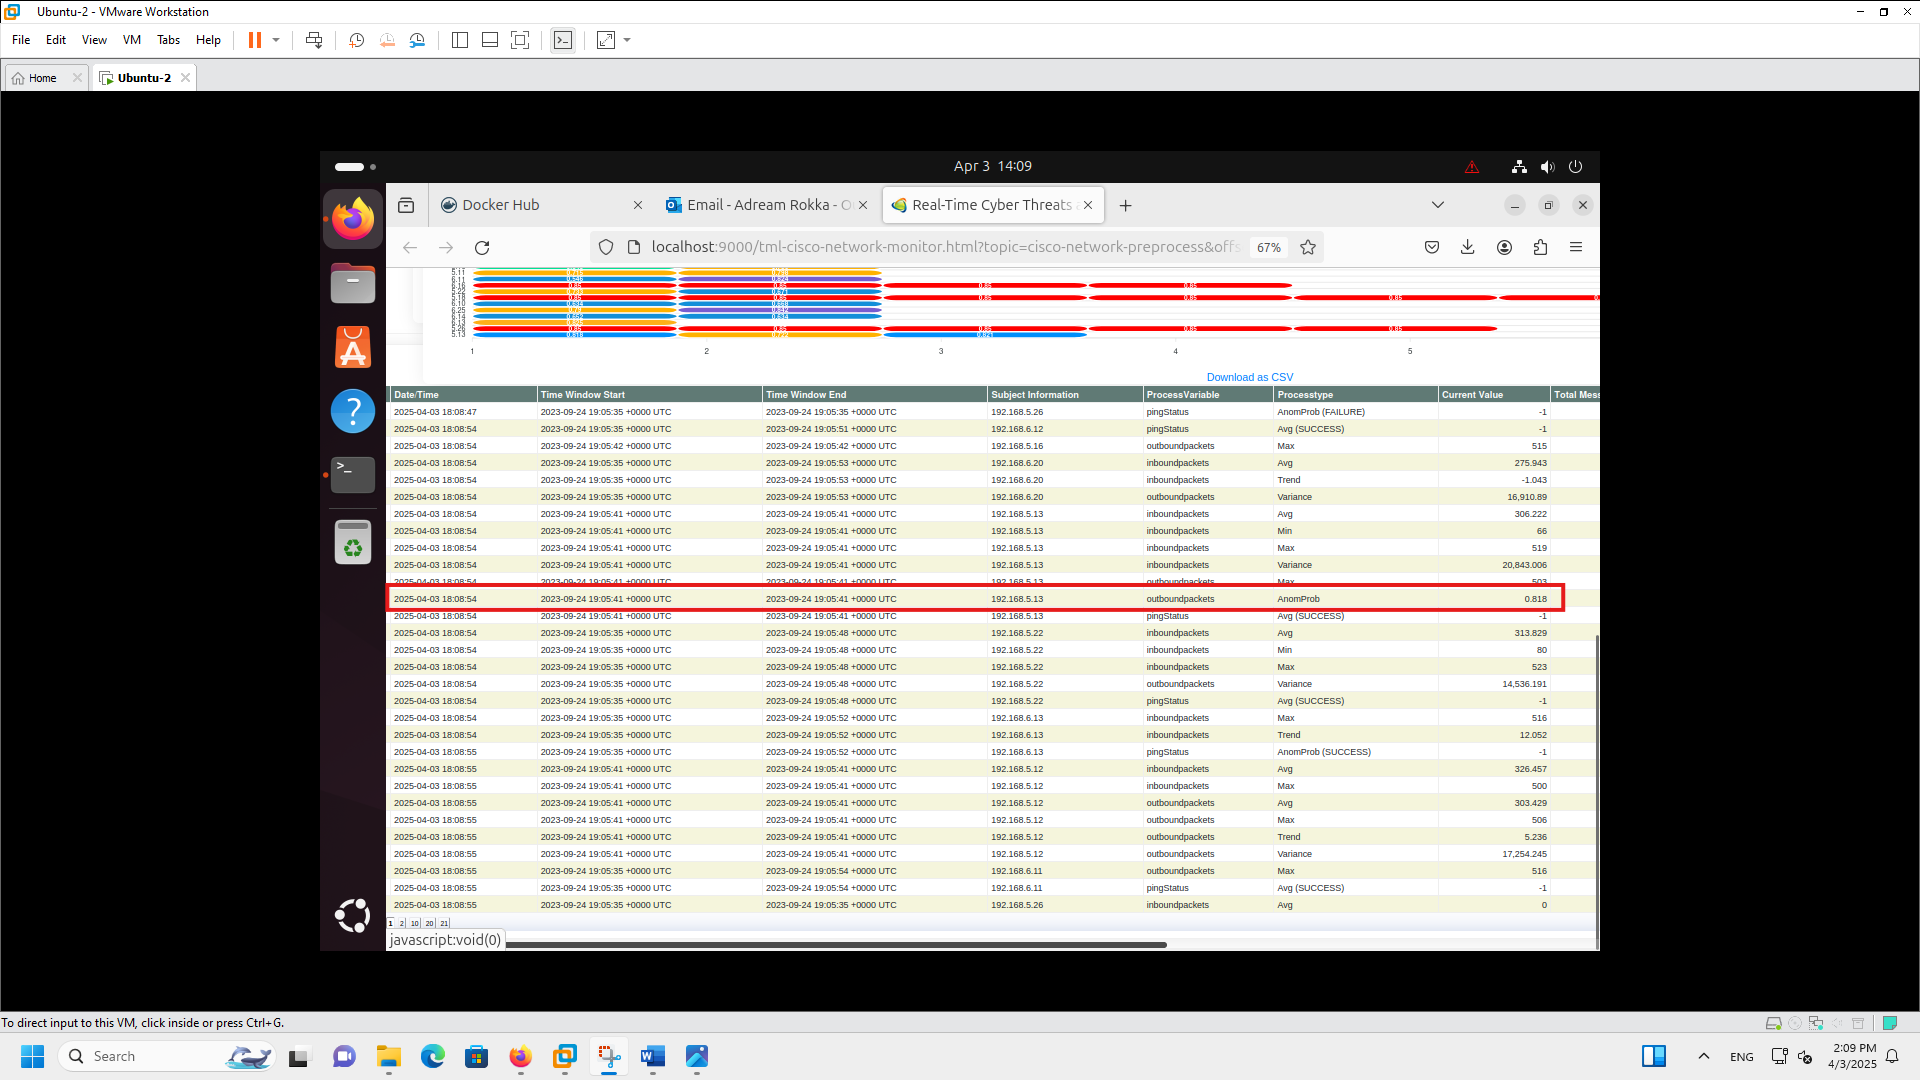 Ubuntu-2 - VMware Workstation
File Edit View VM Tabs Help
Home Ubuntu-2
Apr 3 14:09
Docker Hub
Email - Adream Rokka - O
Real-Time Cyber Threats
localhost:9000/tml-cisco-network-monitor.html?topic=cisco-network-preprocess&offs 67%
5.11
6.11
6.16 0.85 0.85 0.85 0.85
5.22
5.18 0.85 0.85 0.85 0.85 0.85
6.10
6.25
6.14
6.13
5.26 0.85 0.85 0.85 0.85 0.85
5.13
1 2 3 4 5
Download as CSV
Date/Time Time Window Start Time Window End Subject Information ProcessVariable Processtype Current Value Total Mess
2025-04-03 18:08:47 2023-09-24 19:05:35 +0000 UTC 2023-09-24 19:05:35 +0000 UTC 192.168.5.26 pingStatus AnomProb (FAILURE) -1
2025-04-03 18:08:54 2023-09-24 19:05:35 +0000 UTC 2023-09-24 19:05:51 +0000 UTC 192.168.6.12 pingStatus Avg (SUCCESS) -1
2025-04-03 18:08:54 2023-09-24 19:05:42 +0000 UTC 2023-09-24 19:05:42 +0000 UTC 192.168.5.16 outboundpackets Max 515
2025-04-03 18:08:54 2023-09-24 19:05:35 +0000 UTC 2023-09-24 19:05:53 +0000 UTC 192.168.6.20 inboundpackets Avg 275.943
2025-04-03 18:08:54 2023-09-24 19:05:35 +0000 UTC 2023-09-24 19:05:53 +0000 UTC 192.168.6.20 inboundpackets Trend -1.043
2025-04-03 18:08:54 2023-09-24 19:05:35 +0000 UTC 2023-09-24 19:05:53 +0000 UTC 192.168.6.20 outboundpackets Variance 16,910.89
2025-04-03 18:08:54 2023-09-24 19:05:41 +0000 UTC 2023-09-24 19:05:41 +0000 UTC 192.168.5.13 inboundpackets Avg 306.222
2025-04-03 18:08:54 2023-09-24 19:05:41 +0000 UTC 2023-09-24 19:05:41 +0000 UTC 192.168.5.13 inboundpackets Min 66
2025-04-03 18:08:54 2023-09-24 19:05:41 +0000 UTC 2023-09-24 19:05:41 +0000 UTC 192.168.5.13 inboundpackets Max 519
2025-04-03 18:08:54 2023-09-24 19:05:41 +0000 UTC 2023-09-24 19:05:41 +0000 UTC 192.168.5.13 inboundpackets Variance 20,843.006
2025-04-03 18:08:54 2023-09-24 19:05:41 +0000 UTC 2023-09-24 19:05:41 +0000 UTC 192.168.5.13 outboundpackets Max 503
2025-04-03 18:08:54 2023-09-24 19:05:41 +0000 UTC 2023-09-24 19:05:41 +0000 UTC 192.168.5.13 outboundpackets AnomProb 0.818
2025-04-03 18:08:54 2023-09-24 19:05:41 +0000 UTC 2023-09-24 19:05:41 +0000 UTC 192.168.5.13 pingStatus Avg (SUCCESS) -1
2025-04-03 18:08:54 2023-09-24 19:05:35 +0000 UTC 2023-09-24 19:05:48 +0000 UTC 192.168.5.22 inboundpackets Avg 313.829
2025-04-03 18:08:54 2023-09-24 19:05:35 +0000 UTC 2023-09-24 19:05:48 +0000 UTC 192.168.5.22 inboundpackets Min 80
2025-04-03 18:08:54 2023-09-24 19:05:35 +0000 UTC 2023-09-24 19:05:48 +0000 UTC 192.168.5.22 inboundpackets Max 523
2025-04-03 18:08:54 2023-09-24 19:05:35 +0000 UTC 2023-09-24 19:05:48 +0000 UTC 192.168.5.22 outboundpackets Variance 14,536.191
2025-04-03 18:08:54 2023-09-24 19:05:35 +0000 UTC 2023-09-24 19:05:48 +0000 UTC 192.168.5.22 pingStatus Avg (SUCCESS) -1
2025-04-03 18:08:54 2023-09-24 19:05:35 +0000 UTC 2023-09-24 19:05:52 +0000 UTC 192.168.6.13 inboundpackets Max 516
2025-04-03 18:08:54 2023-09-24 19:05:35 +0000 UTC 2023-09-24 19:05:52 +0000 UTC 192.168.6.13 inboundpackets Trend 12.052
2025-04-03 18:08:55 2023-09-24 19:05:35 +0000 UTC 2023-09-24 19:05:52 +0000 UTC 192.168.6.13 pingStatus AnomProb (SUCCESS) -1
2025-04-03 18:08:55 2023-09-24 19:05:41 +0000 UTC 2023-09-24 19:05:41 +0000 UTC 192.168.5.12 inboundpackets Avg 326.457
2025-04-03 18:08:55 2023-09-24 19:05:41 +0000 UTC 2023-09-24 19:05:41 +0000 UTC 192.168.5.12 inboundpackets Max 500
2025-04-03 18:08:55 2023-09-24 19:05:41 +0000 UTC 2023-09-24 19:05:41 +0000 UTC 192.168.5.12 outboundpackets Avg 303.429
2025-04-03 18:08:55 2023-09-24 19:05:41 +0000 UTC 2023-09-24 19:05:41 +0000 UTC 192.168.5.12 outboundpackets Max 506
2025-04-03 18:08:55 2023-09-24 19:05:41 +0000 UTC 2023-09-24 19:05:41 +0000 UTC 192.168.5.12 outboundpackets Trend 5.236
2025-04-03 18:08:55 2023-09-24 19:05:41 +0000 UTC 2023-09-24 19:05:41 +0000 UTC 192.168.5.12 outboundpackets Variance 17,254.245
2025-04-03 18:08:55 2023-09-24 19:05:35 +0000 UTC 2023-09-24 19:05:54 +0000 UTC 192.168.6.11 outboundpackets Max 516
2025-04-03 18:08:55 2023-09-24 19:05:35 +0000 UTC 2023-09-24 19:05:54 +0000 UTC 192.168.6.11 pingStatus Avg (SUCCESS) -1
2025-04-03 18:08:55 2023-09-24 19:05:35 +0000 UTC 2023-09-24 19:05:35 +0000 UTC 192.168.5.26 inboundpackets Avg 0
1 2 10 20 21
javascript:void(0)
To direct input to this VM, click inside or press Ctrl+G.
Search
ENG
2:09 PM
4/3/2025